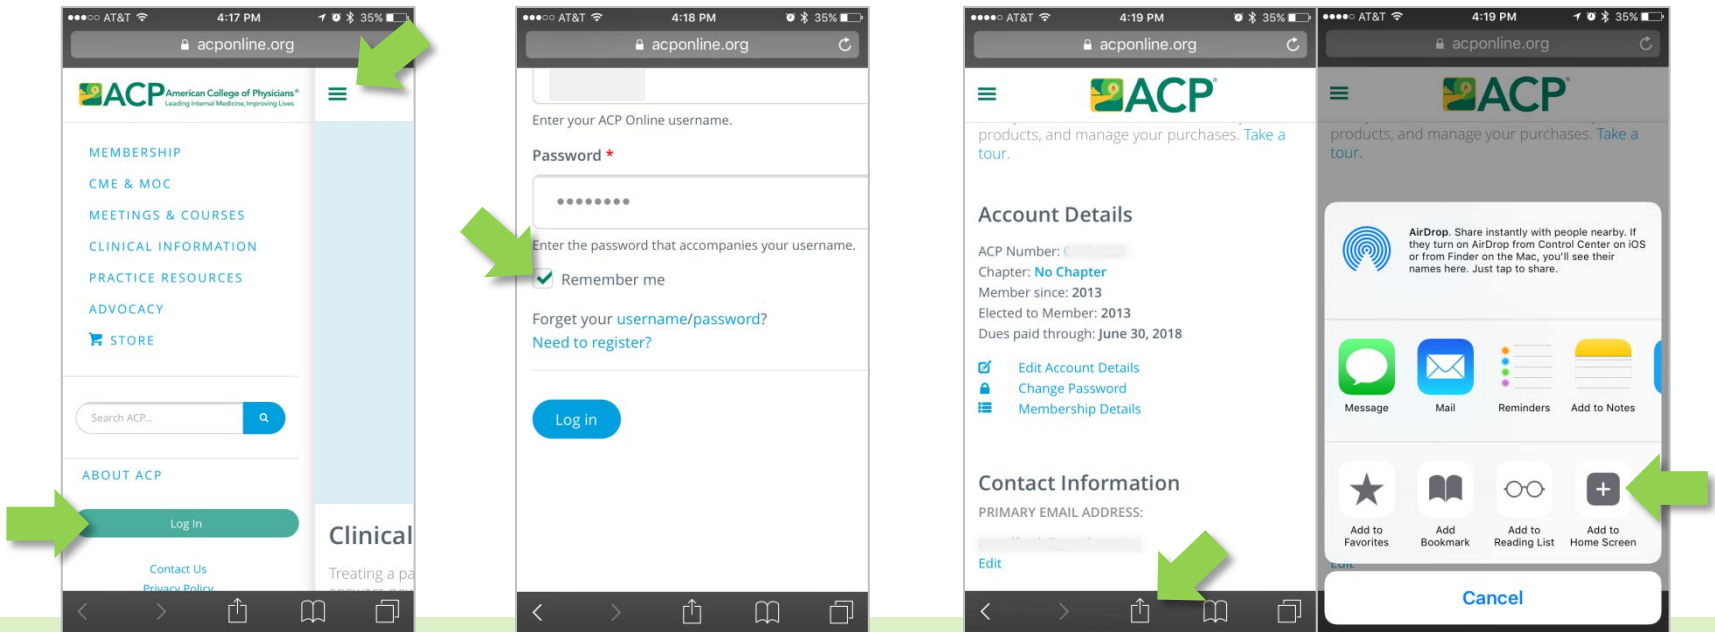 AT&T 4:17 PM 35%
acponline.org
ACP American College of Physicians®
Leading Internal Medicine, Improving Lives
MEMBERSHIP
CME & MOC
MEETINGS & COURSES
CLINICAL INFORMATION
PRACTICE RESOURCES
ADVOCACY
STORE
Search ACP...
ABOUT ACP
Log In
Contact Us
Privacy Policy
Clinical
Treating a pa
AT&T 4:18 PM 35%
acponline.org
Enter your ACP Online username.
Password *
Enter the password that accompanies your username.
Remember me
Forget your username/password?
Need to register?
Log in
AT&T 4:19 PM 35%
acponline.org
ACP®
products, and manage your purchases. Take a
tour.
Account Details
ACP Number:
Chapter: No Chapter
Member since: 2013
Elected to Member: 2013
Dues paid through: June 30, 2018
Edit Account Details
Change Password
Membership Details
Contact Information
PRIMARY EMAIL ADDRESS:
Edit
AT&T 4:19 PM 35%
acponline.org
ACP®
products, and manage your purchases. Take a
tour.
AirDrop. Share instantly with people nearby. If
they turn on AirDrop from Control Center on iOS
or from Finder on the Mac, you'll see their
names here. Just tap to share.
Message Mail Reminders Add to Notes
Add to Favorites
Add Bookmark
Add to Reading List
Add to Home Screen
Edit
Cancel